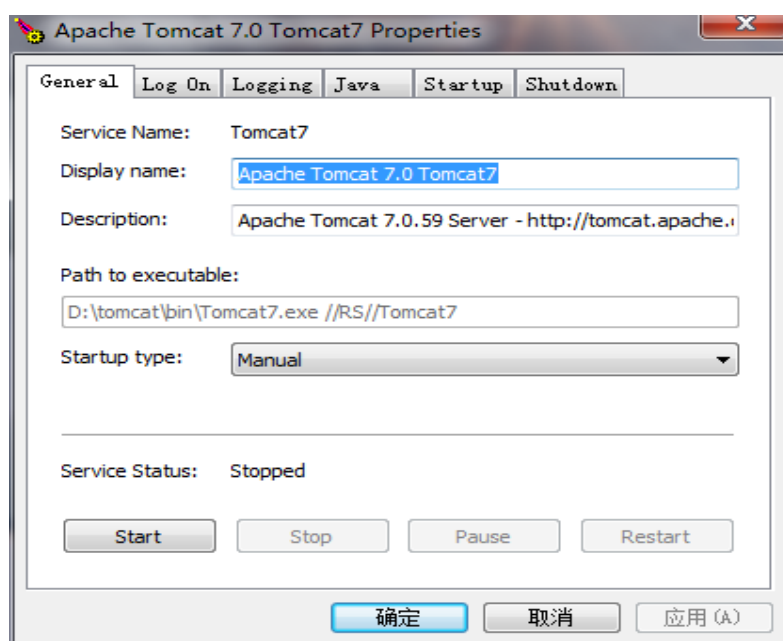 Apache Tomcat 7.0 Tomcat7 Properties
General Log On Logging Java Startup Shutdown
Service Name: Tomcat7
Display name: Apache Tomcat 7.0 Tomcat7
Description: Apache Tomcat 7.0.59 Server - http://tomcat.apache.
Path to executable:
D:\tomcat\bin\Tomcat7.exe //RS//Tomcat7
Startup type: Manual
Service Status: Stopped
Start Stop Pause Restart
确定 取消 应用(A)